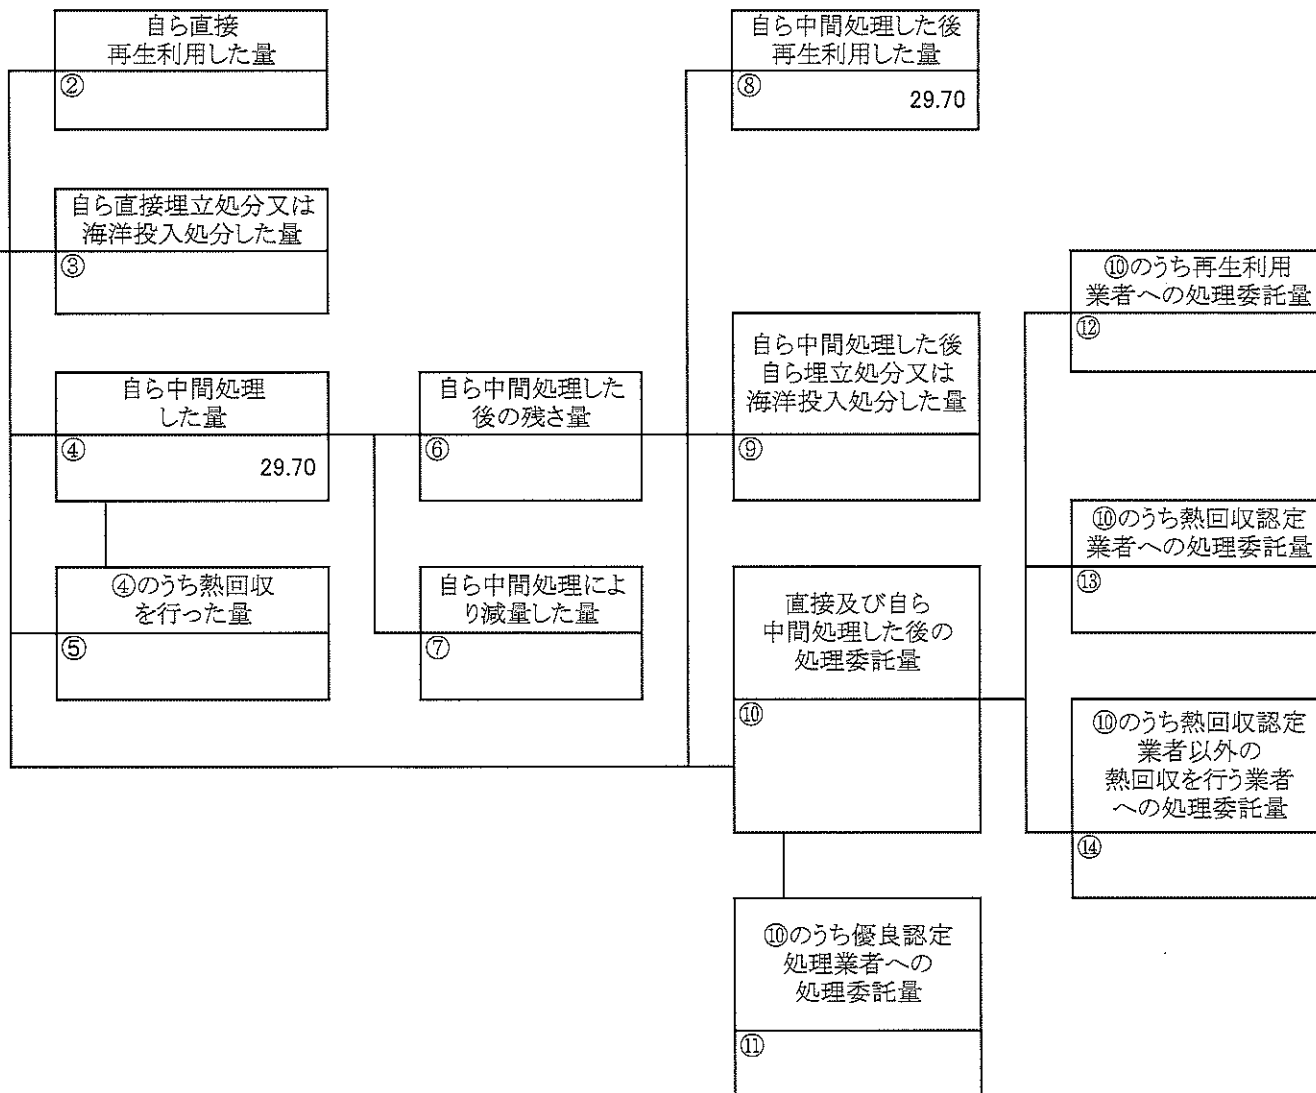 自ら直接
再生利用した量
②
自ら直接埋立処分又は
海洋投入処分した量
③
自ら中間処理
した量
④
29.70
④のうち熱回収
を行った量
⑤
自ら中間処理した
後の残さ量
⑥
自ら中間処理によ
り減量した量
⑦
自ら中間処理した後
再生利用した量
⑧
29.70
自ら中間処理した後
自ら埋立処分又は
海洋投入処分した量
⑨
直接及び自ら
中間処理した後の
処理委託量
⑩
⑩のうち優良認定
処理業者への
処理委託量
⑪
⑩のうち再生利用
業者への処理委託量
⑫
⑩のうち熱回収認定
業者への処理委託量
⑬
⑩のうち熱回収認定
業者以外の
熱回収を行う業者
への処理委託量
⑭